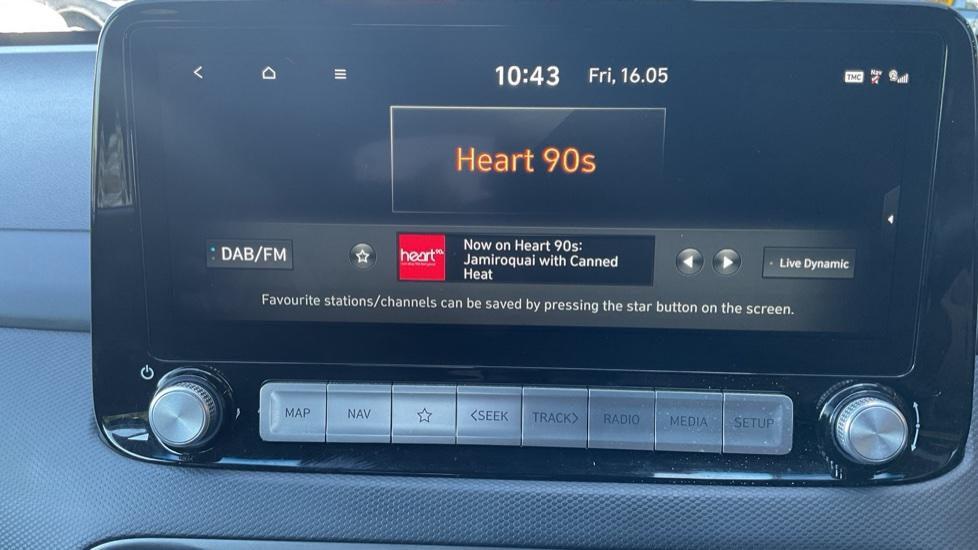 10:43 Fri, 16.05 TMC Nav
Heart 90s
DAB/FM
heart 90s
Now on Heart 90s:
Jamiroquai with Canned
Heat
Live Dynamic
Favourite stations/channels can be saved by pressing the star button on the screen.
MAP NAV <SEEK TRACK> RADIO MEDIA SETUP